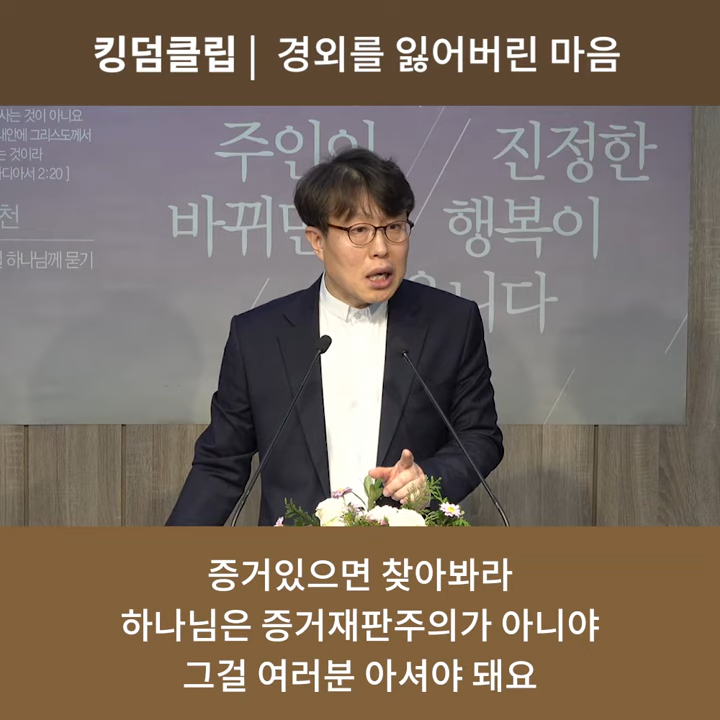 킹덤클립 | 경외를 잃어버린 마음
사는 것이 아니요
내안에 그리스도께서
는 것이라
디아서 2:20 ]
천
하나님께 묻기
주인이 / 진정한
바뀌면 / 행복이
니다
증거있으면 찾아봐라
하나님은 증거재판주의가 아니야
그걸 여러분 아셔야 돼요